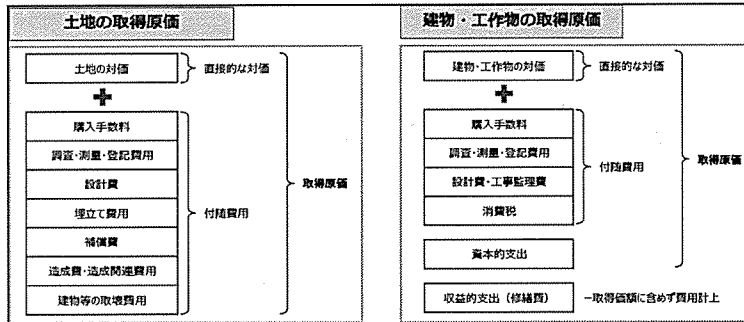 土地の取得原価
土地の対価
直接的な対価
+
購入手数料
調査・測量・登記費用
設計費
埋立て費用
補償費
造成費・造成関連費用
建物等の取壊費用
付随費用
取得原価
建物・工作物の取得原価
建物・工作物の対価
直接的な対価
+
購入手数料
調査・測量・登記費用
設計費・工事監理費
消費税
付随費用
資本的支出
取得原価
収益的支出（修繕費）
－取得価額に含めず費用計上